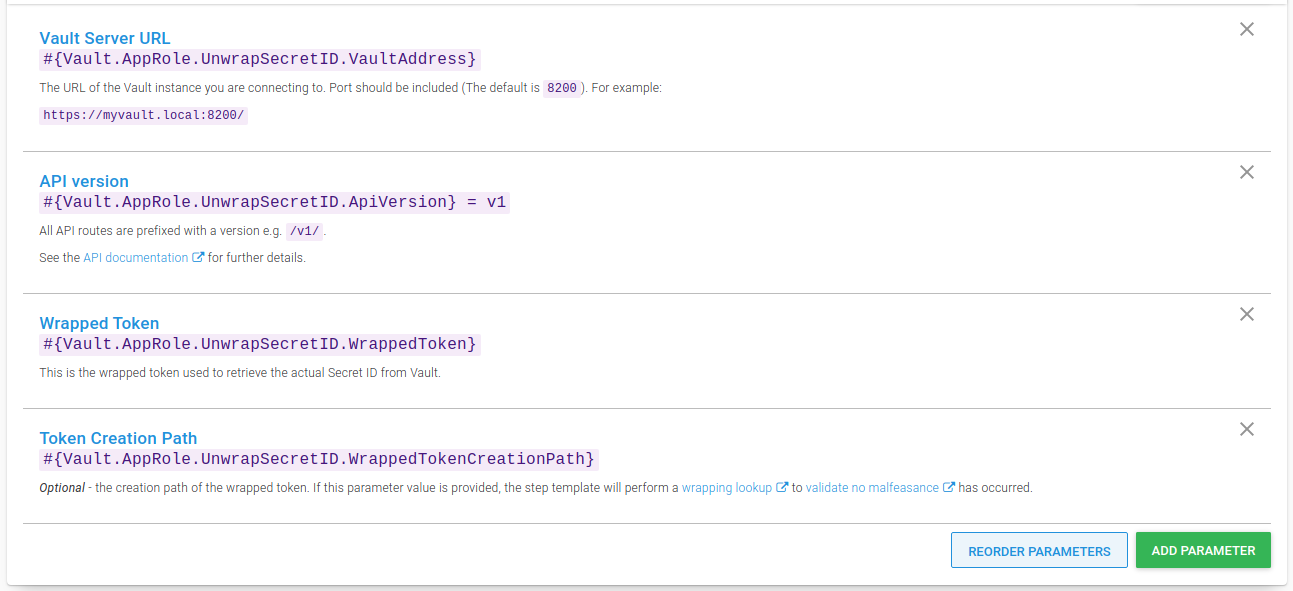 Vault Server URL
#{Vault.AppRole.UnwrapSecretID.VaultAddress}
The URL of the Vault instance you are connecting to. Port should be included (The default is 8200 ). For example:
https://myvault.local:8200/
API version
#{Vault.AppRole.UnwrapSecretID.ApiVersion} = v1
All API routes are prefixed with a version e.g. /v1/ .
See the API documentation for further details.
Wrapped Token
#{Vault.AppRole.UnwrapSecretID.WrappedToken}
This is the wrapped token used to retrieve the actual Secret ID from Vault.
Token Creation Path
#{Vault.AppRole.UnwrapSecretID.WrappedTokenCreationPath}
Optional - the creation path of the wrapped token. If this parameter value is provided, the step template will perform a wrapping lookup to validate no malfeasance has occurred.
REORDER PARAMETERS ADD PARAMETER